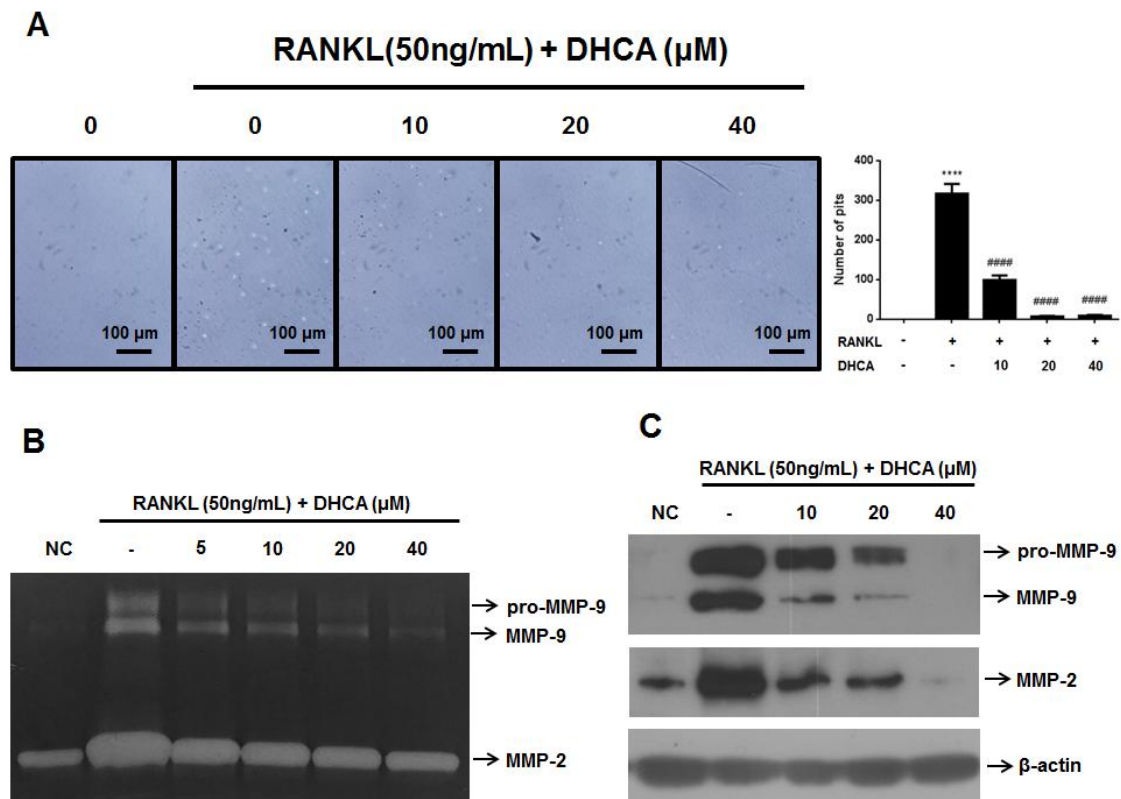 A
RANKL(50ng/mL) + DHCA (µM)
0 0 10 20 40
100 µm 100 µm 100 µm 100 µm 100 µm
Number of pits
400
300
200
100
0
****
####
#### ####
RANKL - + + + +
DHCA - - 10 20 40
B
RANKL (50ng/mL) + DHCA (µM)
NC - 5 10 20 40
pro-MMP-9
MMP-9
MMP-2
C
RANKL (50ng/mL) + DHCA (µM)
NC - 10 20 40
pro-MMP-9
MMP-9
MMP-2
β-actin